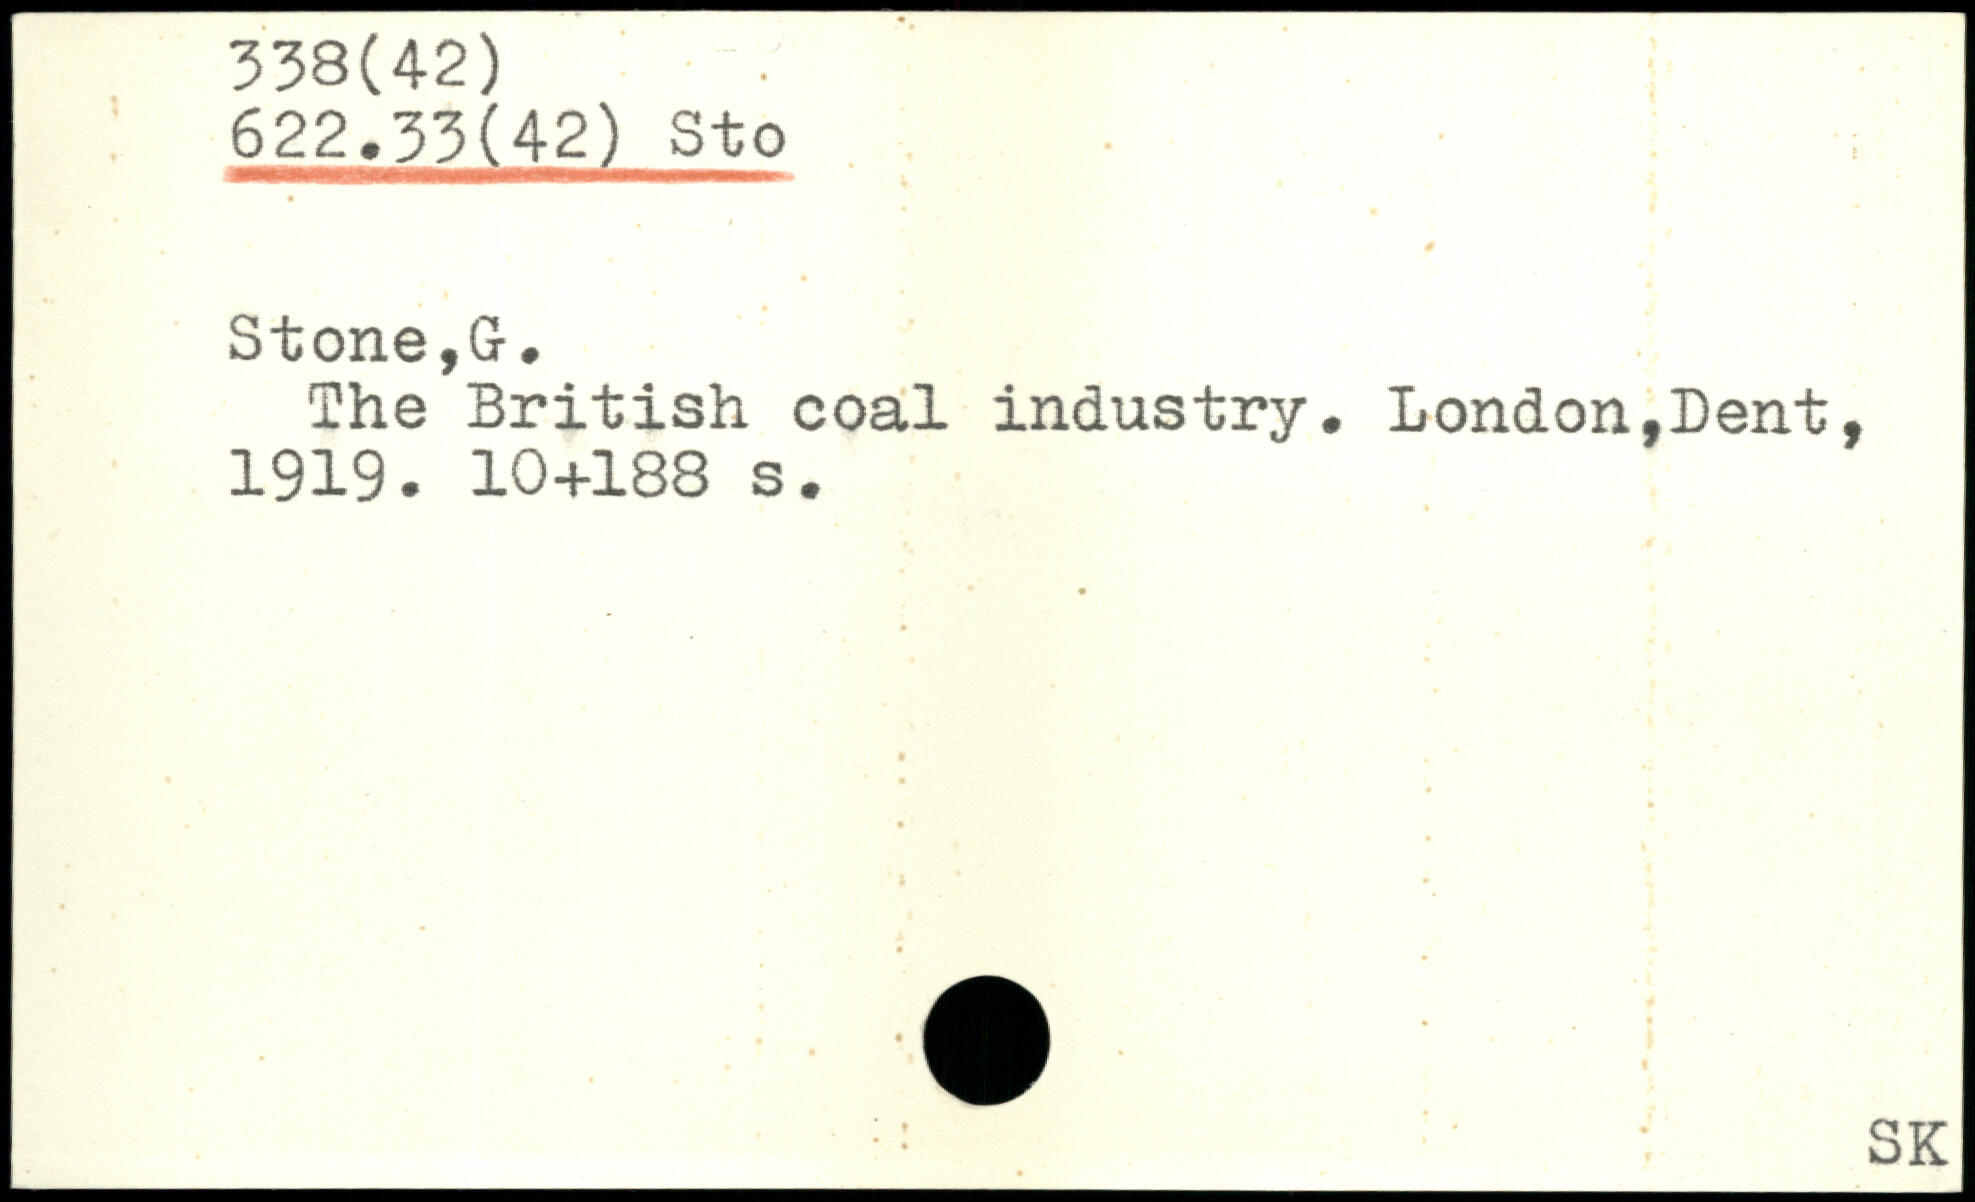 338(42)
622.33(42) Sto
Stone,G.
The British coal industry. London,Dent,
1919. 10+188 s.
SK